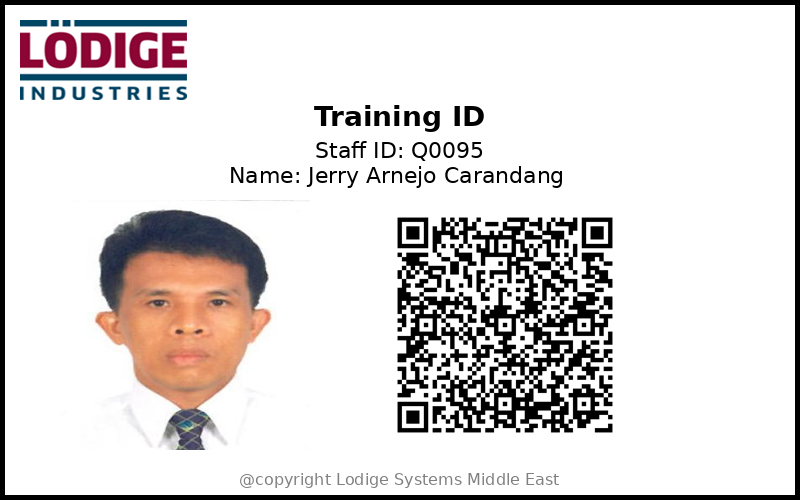 LÖDIGE
INDUSTRIES
Training ID
Staff ID: Q0095
Name: Jerry Arnejo Carandang
@copyright Lodige Systems Middle East